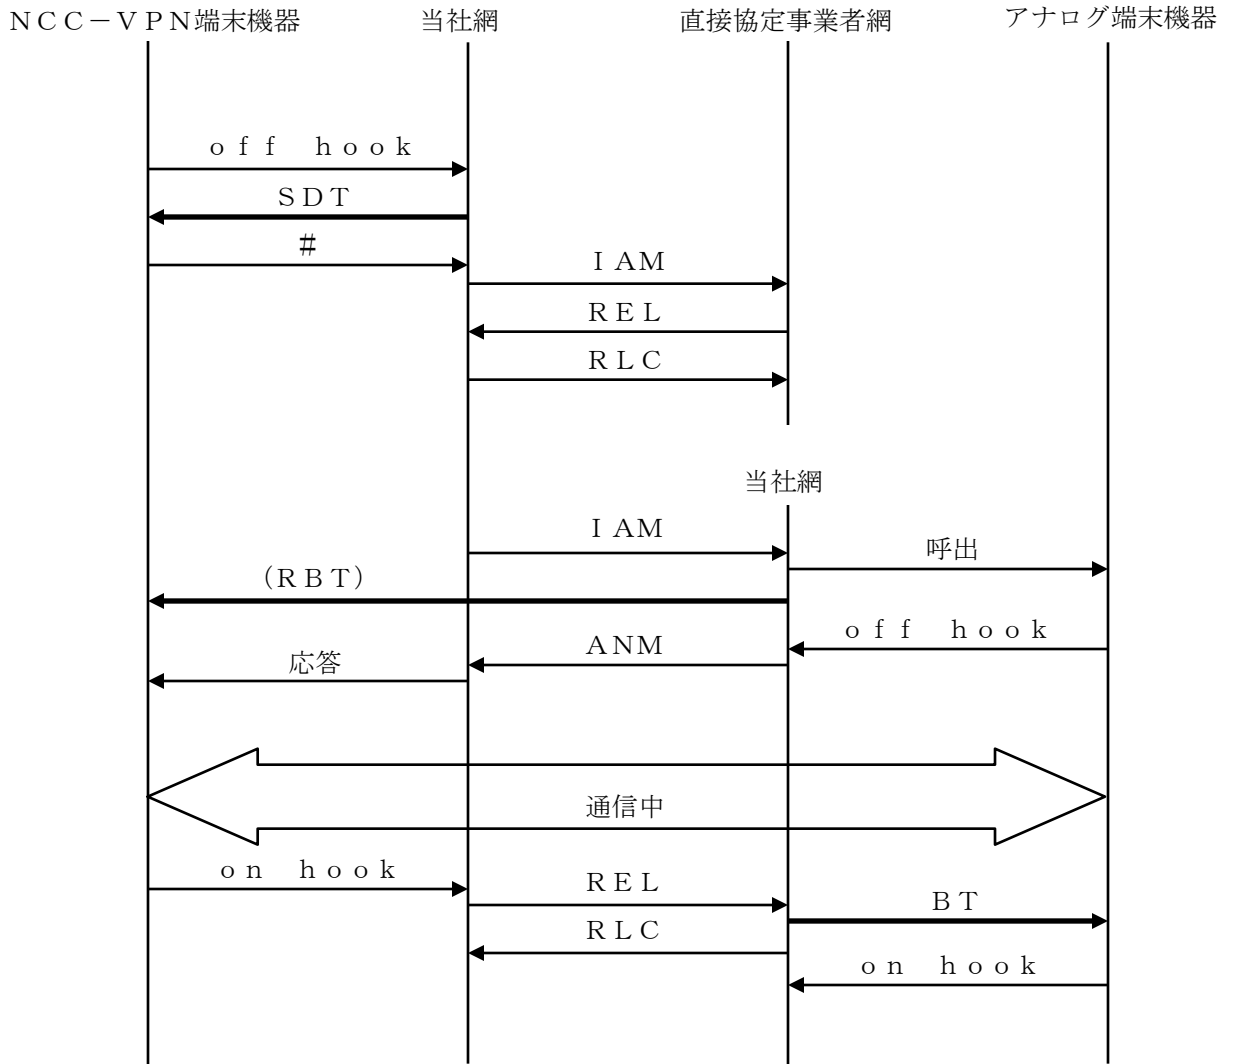 ＮＣＣ－ＶＰＮ端末機器
当社網
直接協定事業者網
アナログ端末機器
ｏｆｆ　ｈｏｏｋ
ＳＤＴ
＃
ＩＡＭ
ＲＥＬ
ＲＬＣ
当社網
ＩＡＭ
呼出
（ＲＢＴ）
ｏｆｆ　ｈｏｏｋ
ＡＮＭ
応答
通信中
ｏｎ　ｈｏｏｋ
ＲＥＬ
ＢＴ
ＲＬＣ
ｏｎ　ｈｏｏｋ